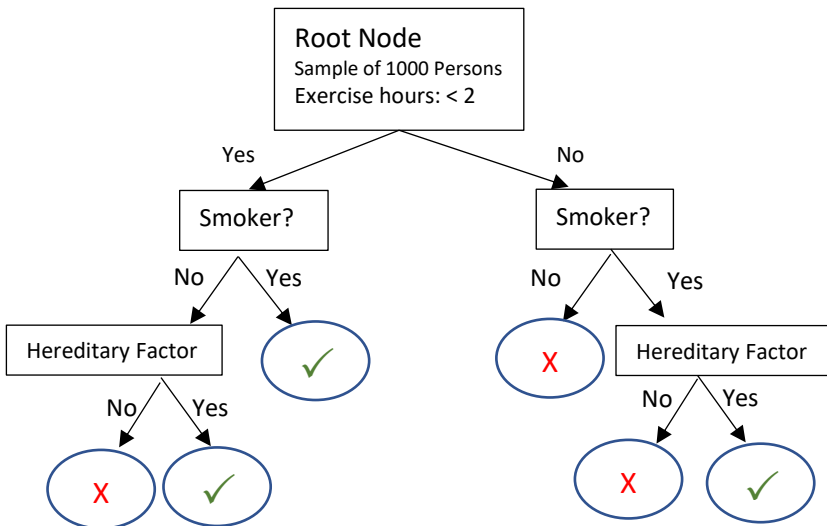 Root Node
Sample of 1000 Persons
Exercise hours: < 2
Yes
No
Smoker?
Smoker?
No
Yes
No
Yes
Hereditary Factor
Hereditary Factor
X
No
Yes
No
Yes
X
X